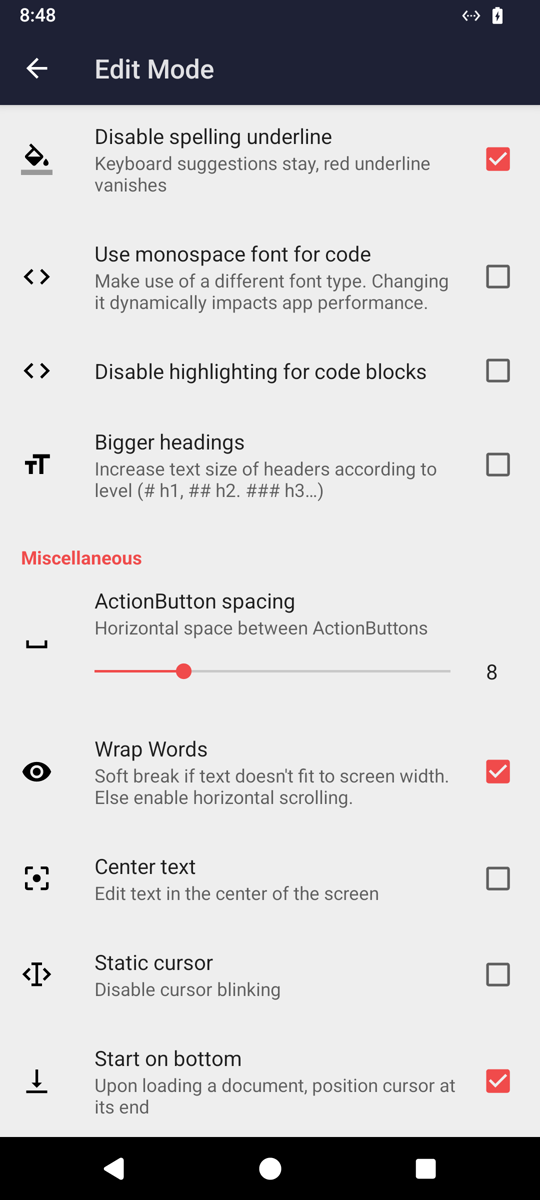 8:48
Edit Mode
Disable spelling underline
Keyboard suggestions stay, red underline
vanishes
Use monospace font for code
Make use of a different font type. Changing
it dynamically impacts app performance.
Disable highlighting for code blocks
Bigger headings
Increase text size of headers according to
level (# h1, ## h2. ### h3…)
Miscellaneous
ActionButton spacing
Horizontal space between ActionButtons
8
Wrap Words
Soft break if text doesn't fit to screen width.
Else enable horizontal scrolling.
Center text
Edit text in the center of the screen
Static cursor
Disable cursor blinking
Start on bottom
Upon loading a document, position cursor at
its end